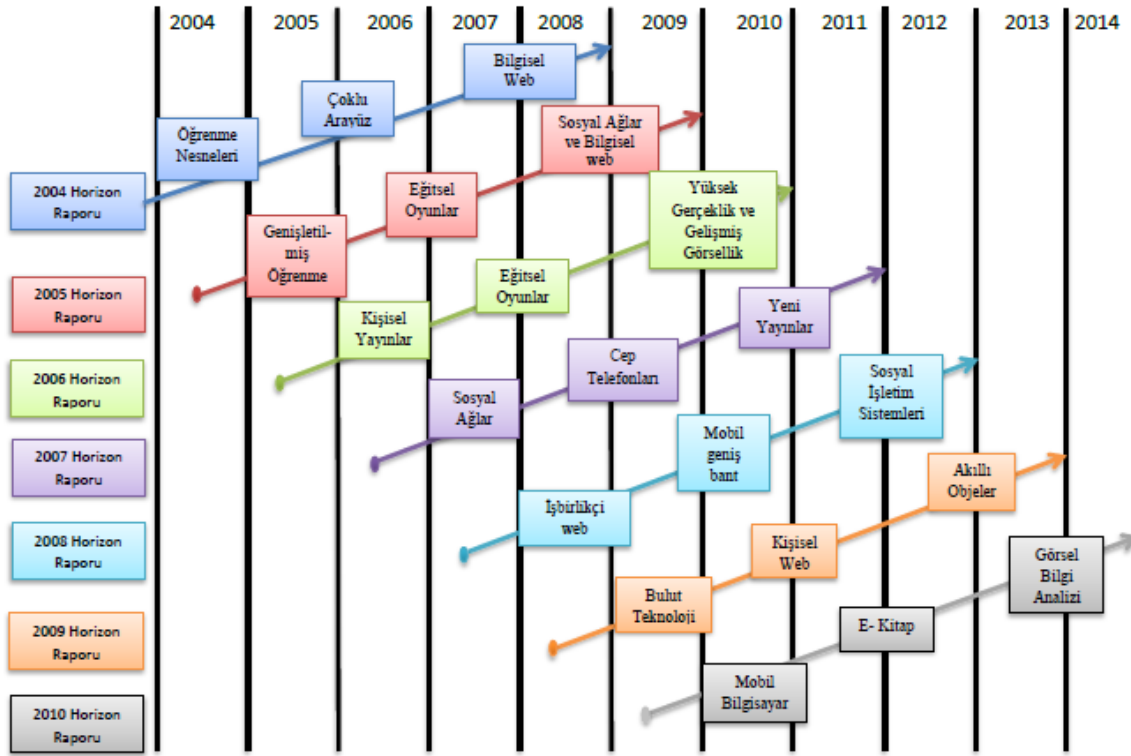 2004 2005 2006 2007 2008 2009 2010 2011 2012 2013 2014
2004 Horizon
Raporu
Öğrenme
Nesneleri
Çoklu
Arayüz
Bilgisel
Web
2005 Horizon
Raporu
Genişletil-
miş
Öğrenme
Eğitsel
Oyunlar
Sosyal Ağlar
ve Bilgisel
web
2006 Horizon
Raporu
Kişisel
Yayınlar
Eğitsel
Oyunlar
Yüksek
Gerçeklik ve
Gelişmiş
Görsellik
2007 Horizon
Raporu
Sosyal
Ağlar
Cep
Telefonları
Yeni
Yayınlar
2008 Horizon
Raporu
İşbirlikçi
web
Mobil
geniş
bant
Sosyal
İşletim
Sistemleri
2009 Horizon
Raporu
Bulut
Teknoloji
Kişisel
Web
Akıllı
Objeler
2010 Horizon
Raporu
Mobil
Bilgisayar
E- Kitap
Görsel
Bilgi
Analizi